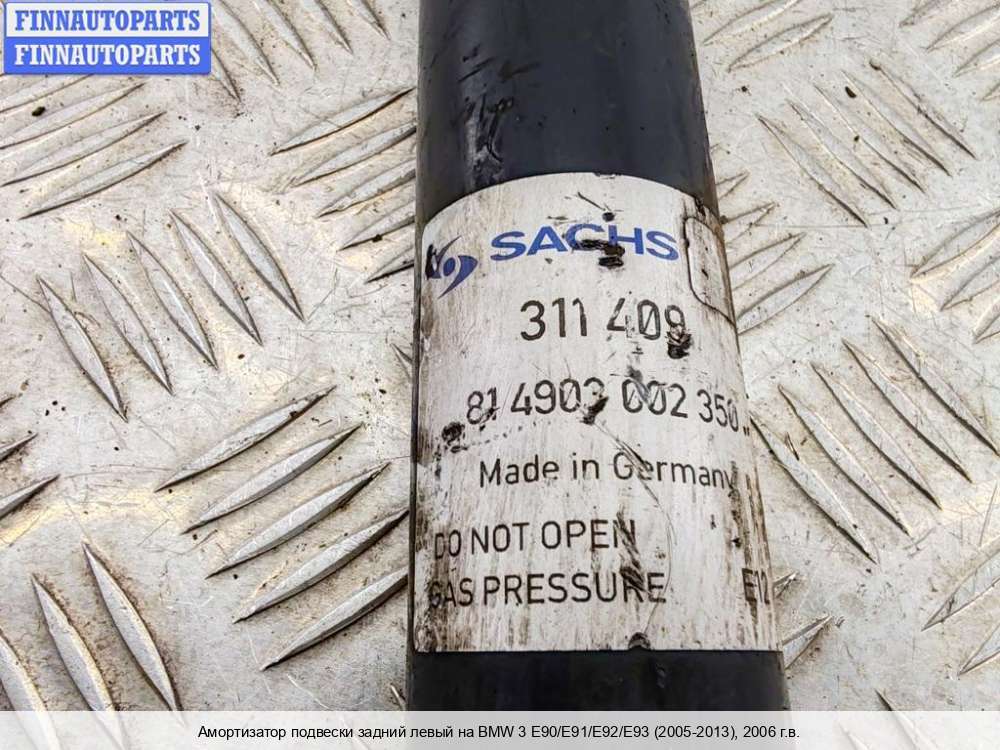 FINNAUTOPARTS
FINNAUTOPARTS
SACHS
311 409
81 4903 002 350
Made in Germany
DO NOT OPEN
GAS PRESSURE E12
Амортизатор подвески задний левый на BMW 3 E90/E91/E92/E93 (2005-2013), 2006 г.в.